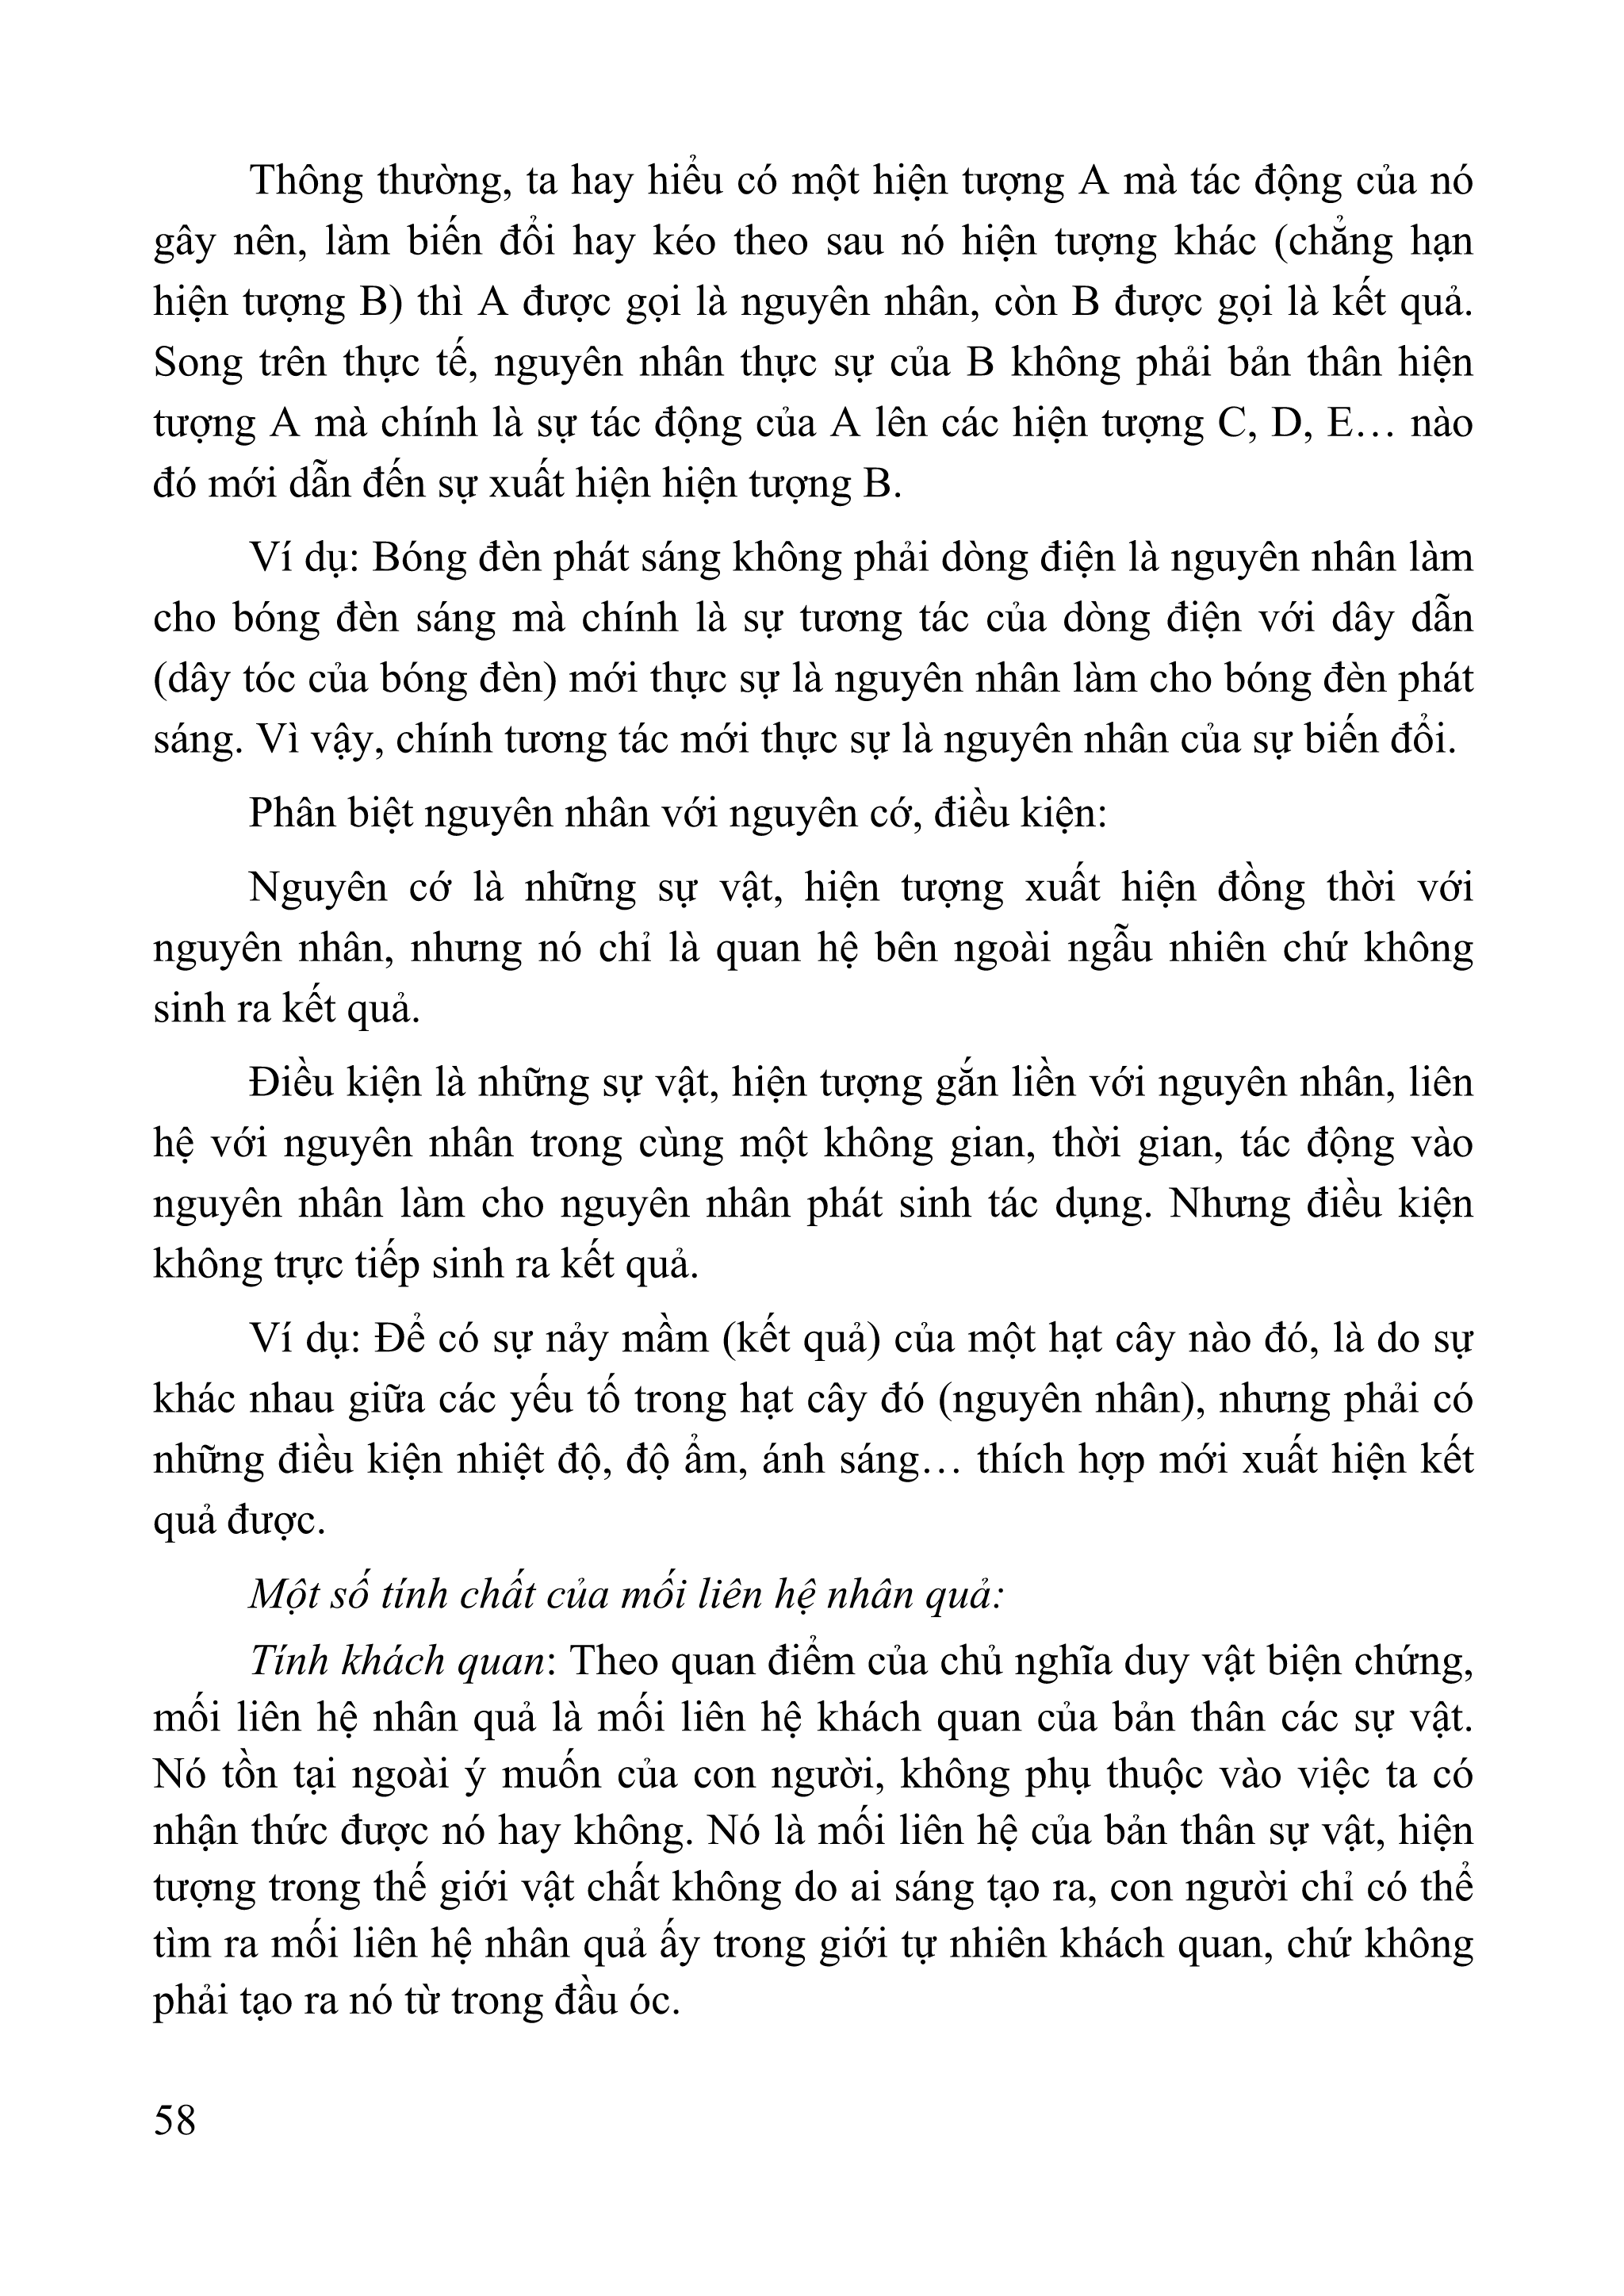 Thông thường, ta hay hiểu có một hiện tượng A mà tác động của nó
gây nên, làm biến đổi hay kéo theo sau nó hiện tượng khác (chẳng hạn
hiện tượng B) thì A được gọi là nguyên nhân, còn B được gọi là kết quả.
Song trên thực tế, nguyên nhân thực sự của B không phải bản thân hiện
tượng A mà chính là sự tác động của A lên các hiện tượng C, D, E… nào
đó mới dẫn đến sự xuất hiện hiện tượng B.
Ví dụ: Bóng đèn phát sáng không phải dòng điện là nguyên nhân làm
cho bóng đèn sáng mà chính là sự tương tác của dòng điện với dây dẫn
(dây tóc của bóng đèn) mới thực sự là nguyên nhân làm cho bóng đèn phát
sáng. Vì vậy, chính tương tác mới thực sự là nguyên nhân của sự biến đổi.
Phân biệt nguyên nhân với nguyên cớ, điều kiện:
Nguyên cớ là những sự vật, hiện tượng xuất hiện đồng thời với
nguyên nhân, nhưng nó chỉ là quan hệ bên ngoài ngẫu nhiên chứ không
sinh ra kết quả.
Điều kiện là những sự vật, hiện tượng gắn liền với nguyên nhân, liên
hệ với nguyên nhân trong cùng một không gian, thời gian, tác động vào
nguyên nhân làm cho nguyên nhân phát sinh tác dụng. Nhưng điều kiện
không trực tiếp sinh ra kết quả.
Ví dụ: Để có sự nảy mầm (kết quả) của một hạt cây nào đó, là do sự
khác nhau giữa các yếu tố trong hạt cây đó (nguyên nhân), nhưng phải có
những điều kiện nhiệt độ, độ ẩm, ánh sáng… thích hợp mới xuất hiện kết
quả được.
Một số tính chất của mối liên hệ nhân quả:
Tính khách quan: Theo quan điểm của chủ nghĩa duy vật biện chứng,
mối liên hệ nhân quả là mối liên hệ khách quan của bản thân các sự vật.
Nó tồn tại ngoài ý muốn của con người, không phụ thuộc vào việc ta có
nhận thức được nó hay không. Nó là mối liên hệ của bản thân sự vật, hiện
tượng trong thế giới vật chất không do ai sáng tạo ra, con người chỉ có thể
tìm ra mối liên hệ nhân quả ấy trong giới tự nhiên khách quan, chứ không
phải tạo ra nó từ trong đầu óc.
58